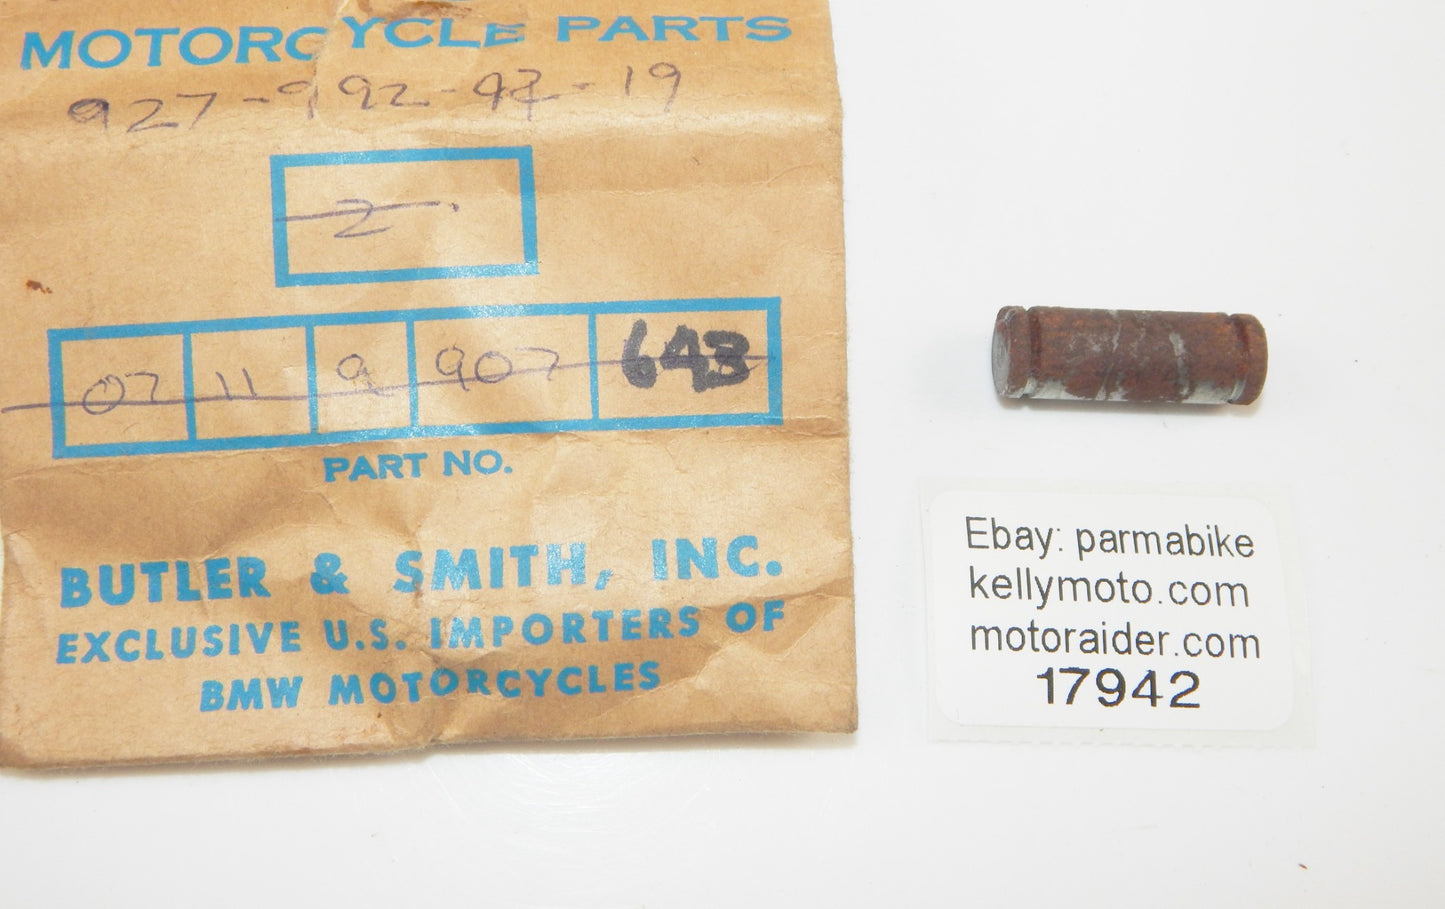 MOTORCYCLE PARTS
927-992-42-19
2
07 11 9 907 643
PART NO.
BUTLER & SMITH, INC.
EXCLUSIVE U.S. IMPORTERS OF
BMW MOTORCYCLES
Ebay: parmabike
kellymoto.com
motoraider.com
17942